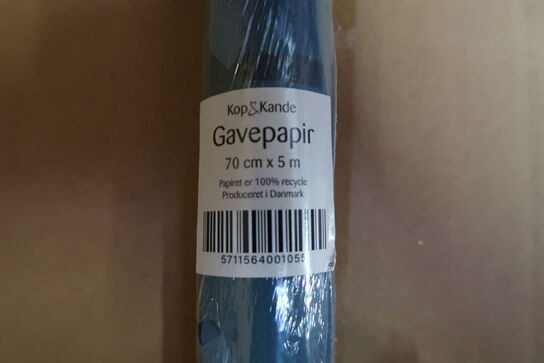 Kop&Kande
Gavepapir
70 cm x 5 m
Papiret er 100% recycle
Produceret i Danmark
5711564001055